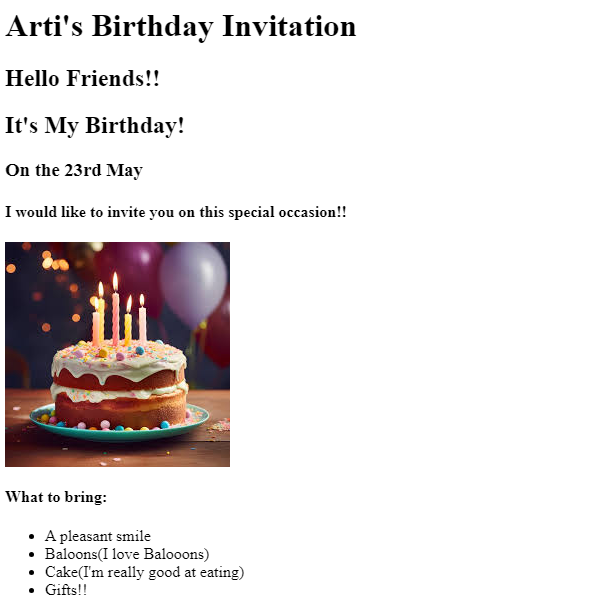 Arti's Birthday Invitation
Hello Friends!!
It's My Birthday!
On the 23rd May
I would like to invite you on this special occasion!!
What to bring:
A pleasant smile
Baloons(I love Balooons)
Cake(I'm really good at eating)
Gifts!!